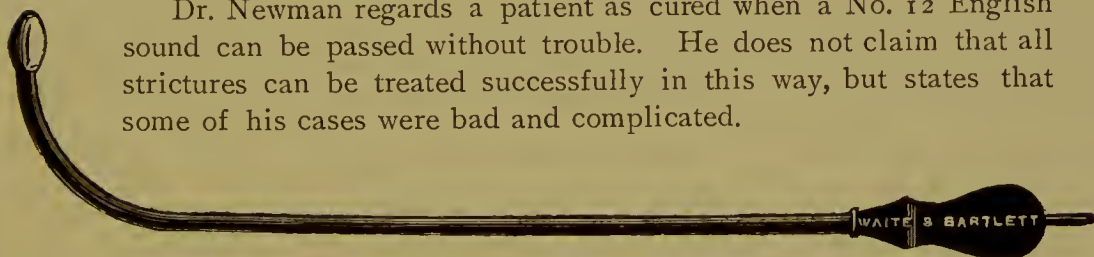 Dr. Newman regards a patient as cured when a No. 12 English
sound can be passed without trouble. He does not claim that all
strictures can be treated successfully in this way, but states that
some of his cases were bad and complicated.
WAITE & BARTLETT